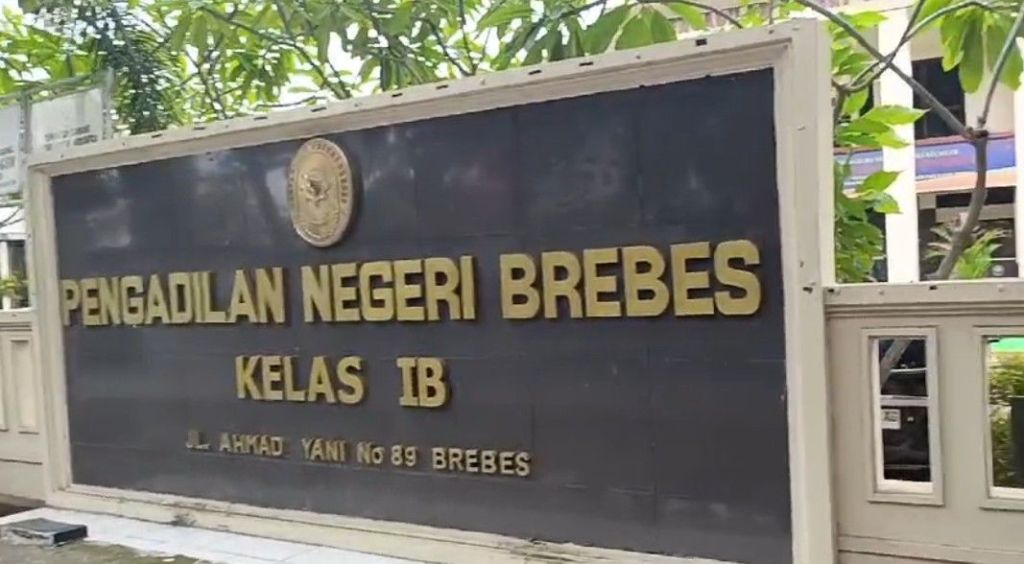 PENGADILAN NEGERI BREBES
KELAS IB
JL. AHMAD YANI No 89 BREBES